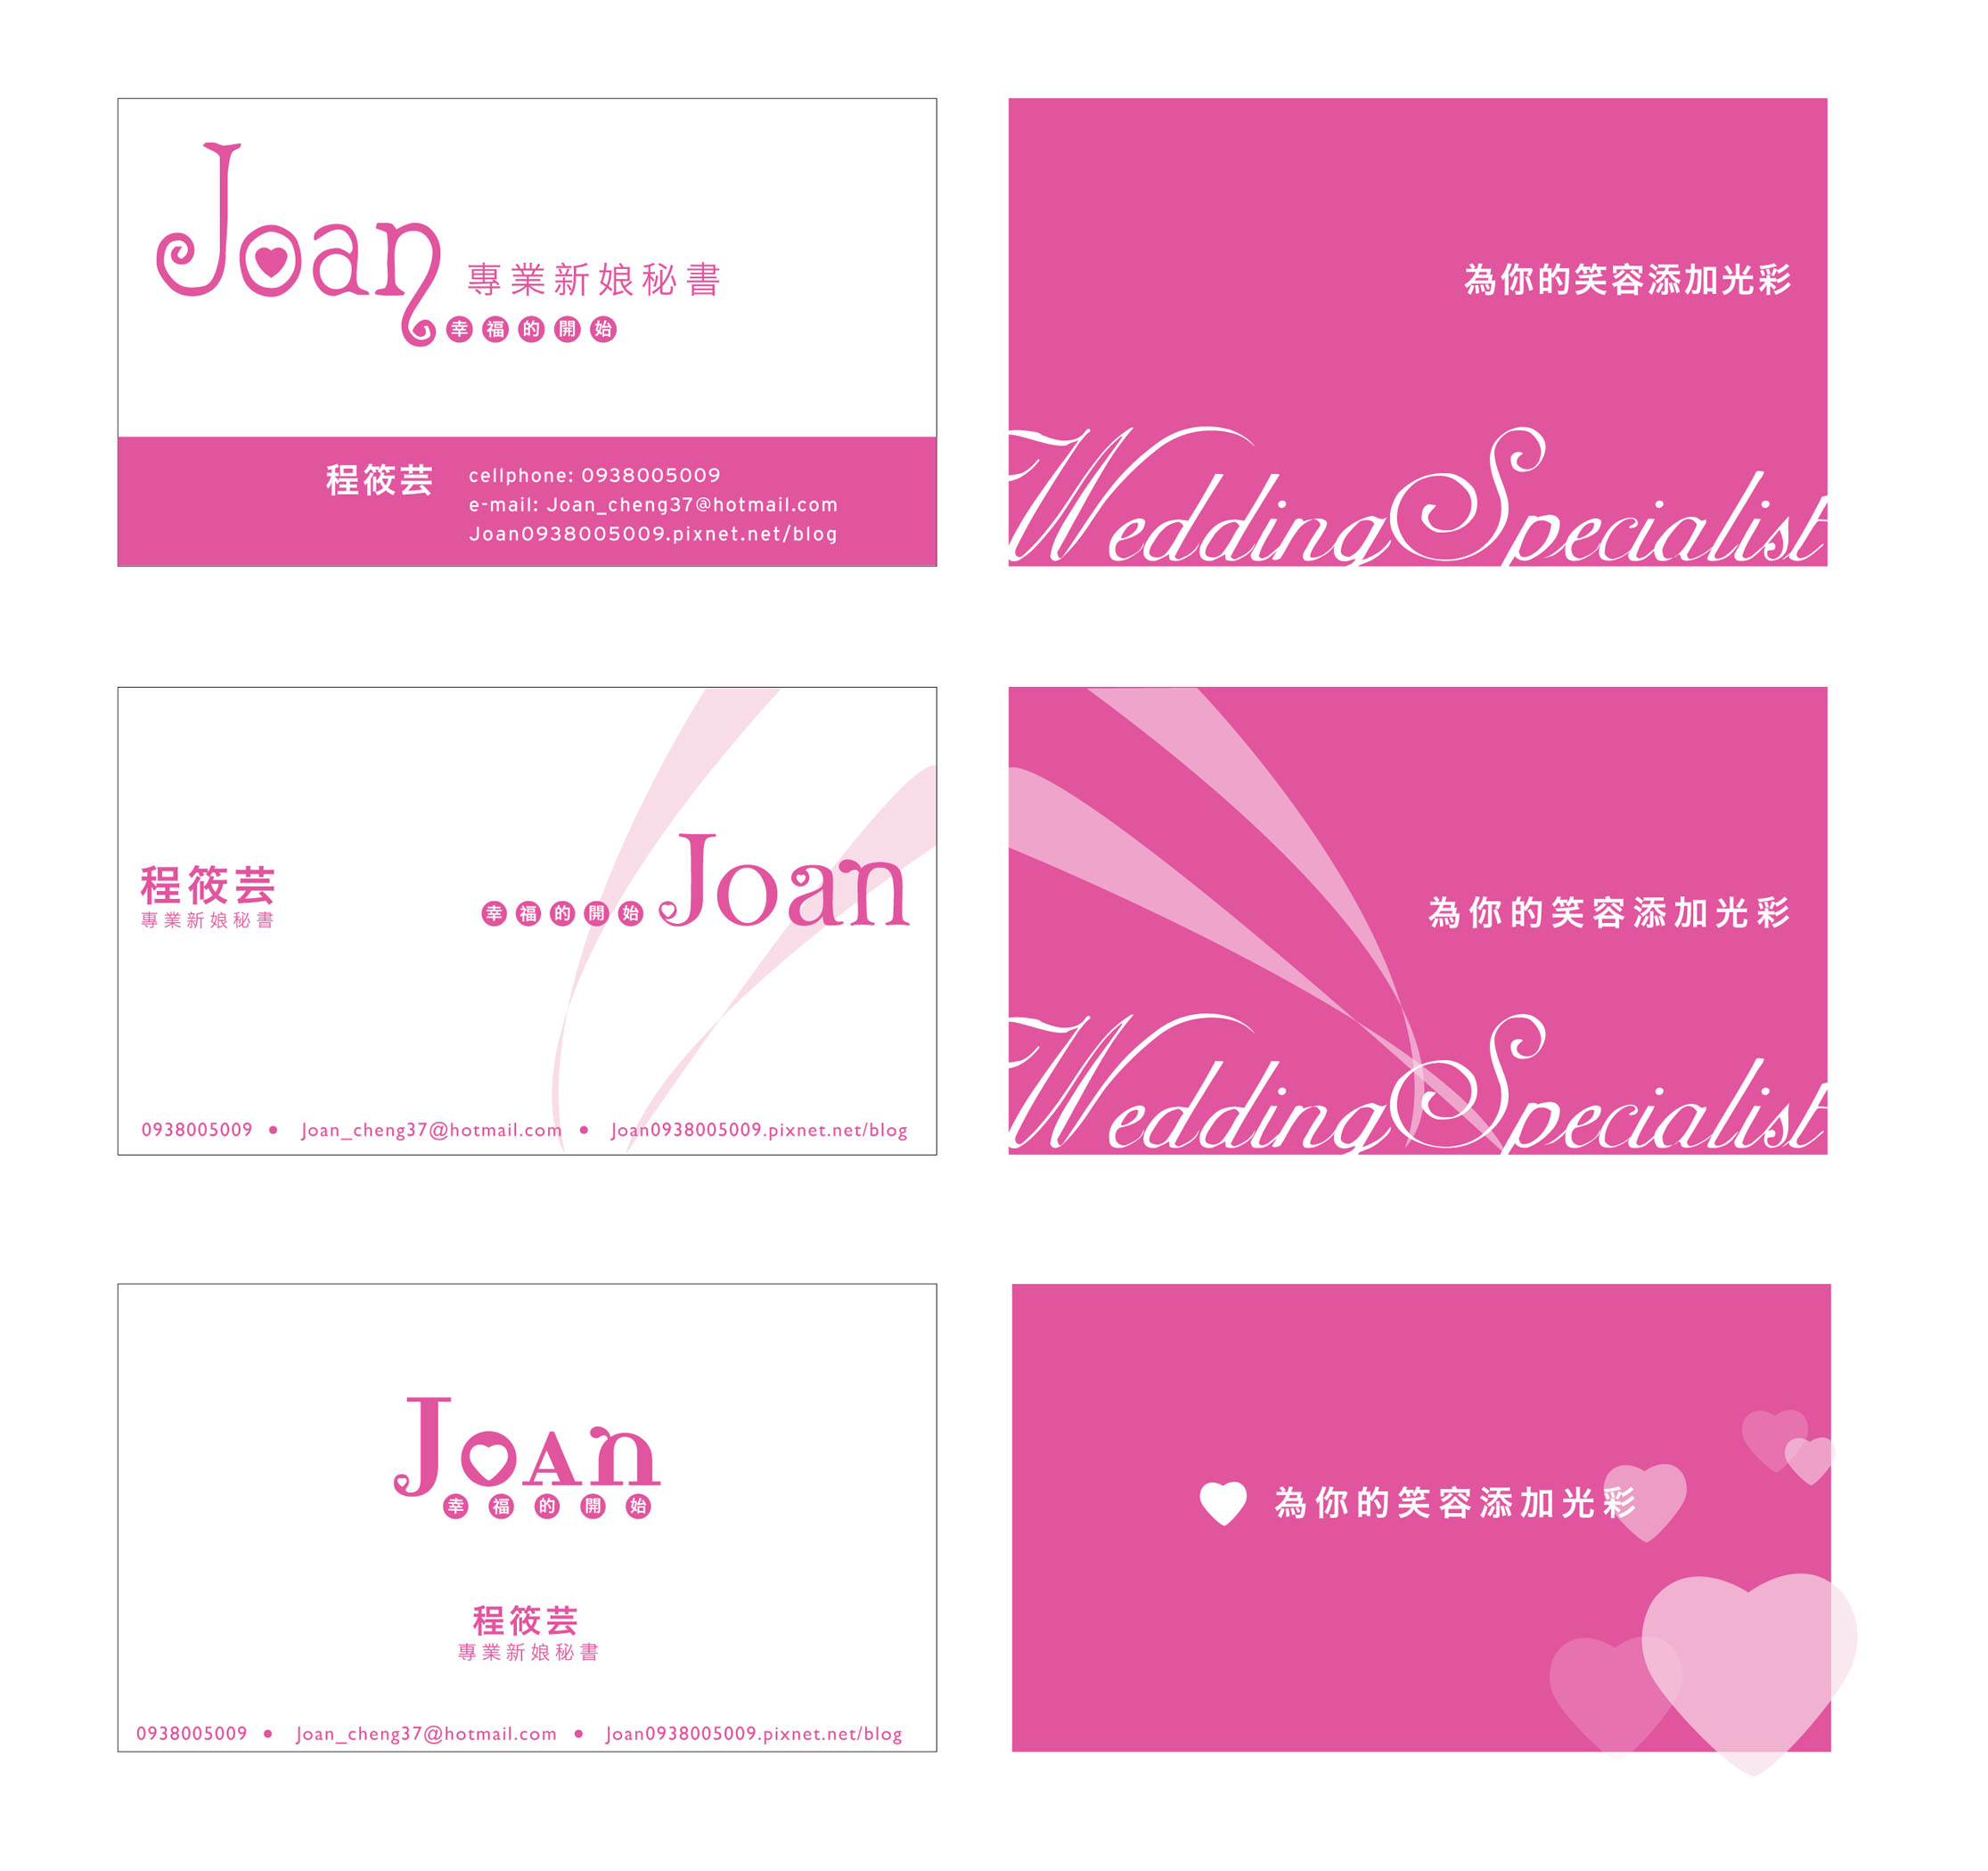 Joan 專業新娘秘書
幸福的開始
程筱芸
cellphone: 0938005009
e-mail: Joan_cheng37@hotmail.com
Joan0938005009.pixnet.net/blog
為你的笑容添加光彩
Wedding Specialist
程筱芸
專業新娘秘書
幸福的開始 Joan
0938005009 • Joan_cheng37@hotmail.com • Joan0938005009.pixnet.net/blog
為你的笑容添加光彩
Wedding Specialist
Joan
幸福的開始
程筱芸
專業新娘秘書
0938005009 • Joan_cheng37@hotmail.com • Joan0938005009.pixnet.net/blog
為你的笑容添加光彩